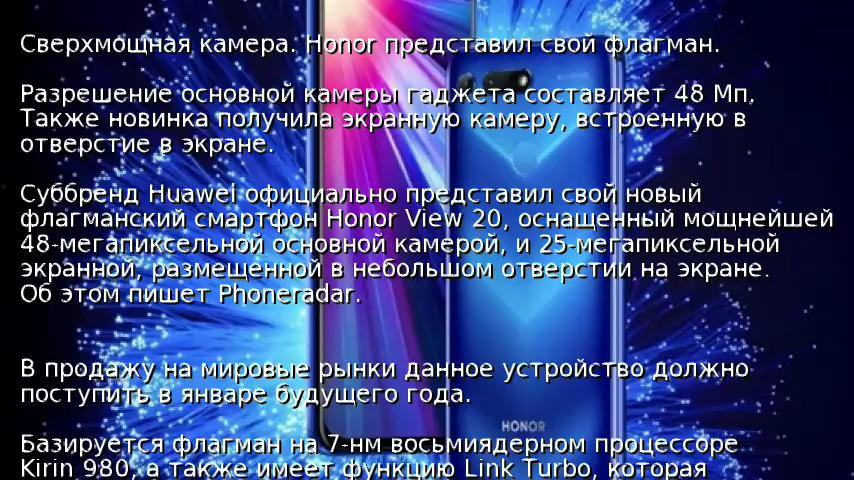 Сверхмощная камера. Honor представил свой флагман.
Разрешение основной камеры гаджета составляет 48 Мп.
Также новинка получила экранную камеру, встроенную в
отверстие в экране.
Суббренд Huawei официально представил свой новый
флагманский смартфон Honor View 20, оснащенный мощнейшей
48-мегапиксельной основной камерой, и 25-мегапиксельной
экранной, размещенной в небольшом отверстии на экране.
Об этом пишет Phoneradar.
В продажу на мировые рынки данное устройство должно
поступить в январе будущего года.
HONOR
Базируется флагман на 7-нм восьмиядерном процессоре
Kirin 980, а также имеет функцию Link Turbo, которая